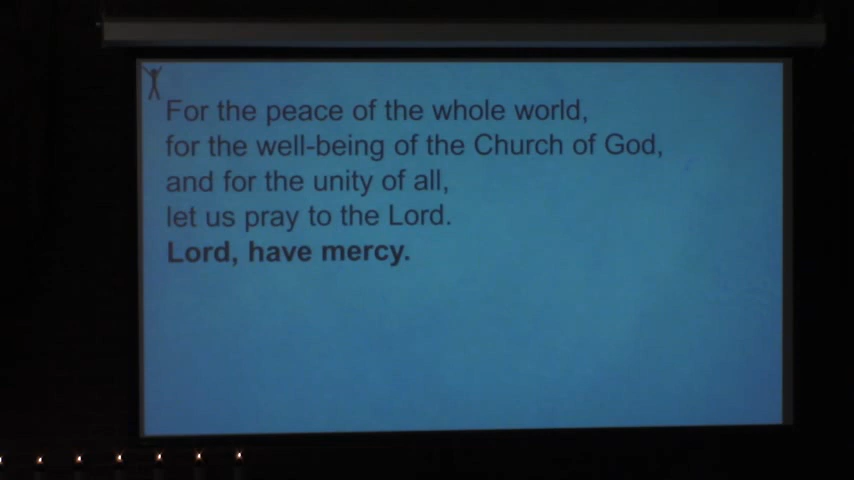 For the peace of the whole world,
for the well-being of the Church of God,
and for the unity of all,
let us pray to the Lord.
Lord, have mercy.